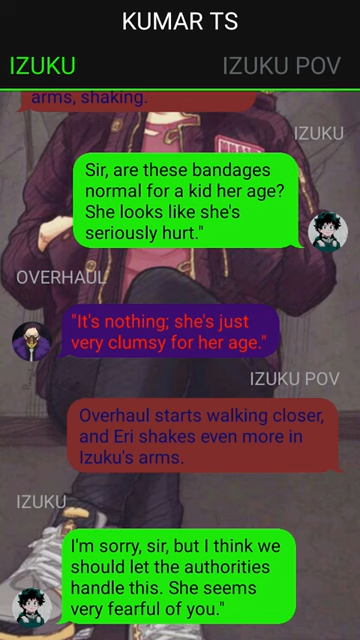 KUMAR TS
IZUKU
IZUKU POV
arms, shaking.
IZUKU
Sir, are these bandages
normal for a kid her age?
She looks like she's
seriously hurt."
OVERHAUL
"It's nothing; she's just
very clumsy for her age."
IZUKU POV
Overhaul starts walking closer,
and Eri shakes even more in
Izuku's arms.
IZUKU
I'm sorry, sir, but I think we
should let the authorities
handle this. She seems
very fearful of you."